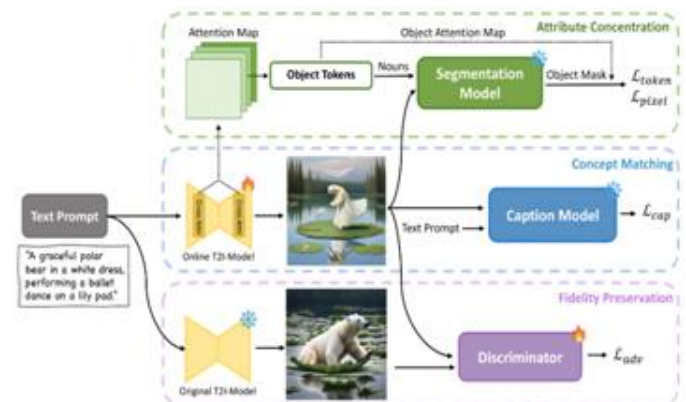 Attribute Concentration
Attention Map
Object Attention Map
Object Tokens
Nouns
Segmentation
Model
Object Mask
ℒtoken
ℒpixel
Concept Matching
Text Prompt
"A graceful polar
bear in a white dress,
performing a ballet
dance on a lily pad."
Online T2I-Model
Text Prompt
Caption Model
ℒcap
Fidelity Preservation
Original T2I-Model
Discriminator
ℒadv